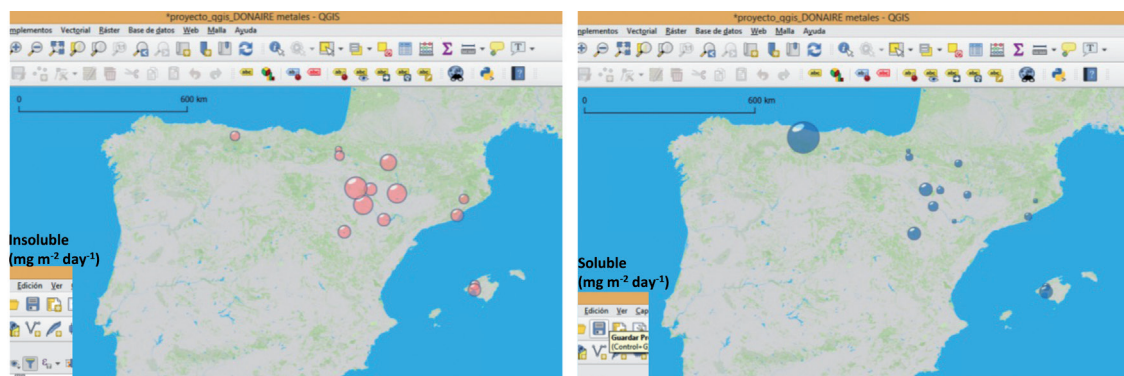 *proyecto_qgis_DONAIRE metales - QGIS
mplementos Vectorial Ráster Base de datos Web Malla Ayuda
0 600 km
Insoluble
(mg m-2 day-1)
Edición Ver
*proyecto_qgis_DONAIRE metales - QGIS
nplementos Vectorial Ráster Base de datos Web Malla Ayuda
0 600 km
Soluble
(mg m-2 day-1)
Edición Ver Cap
Guardar Pr
(Control+G